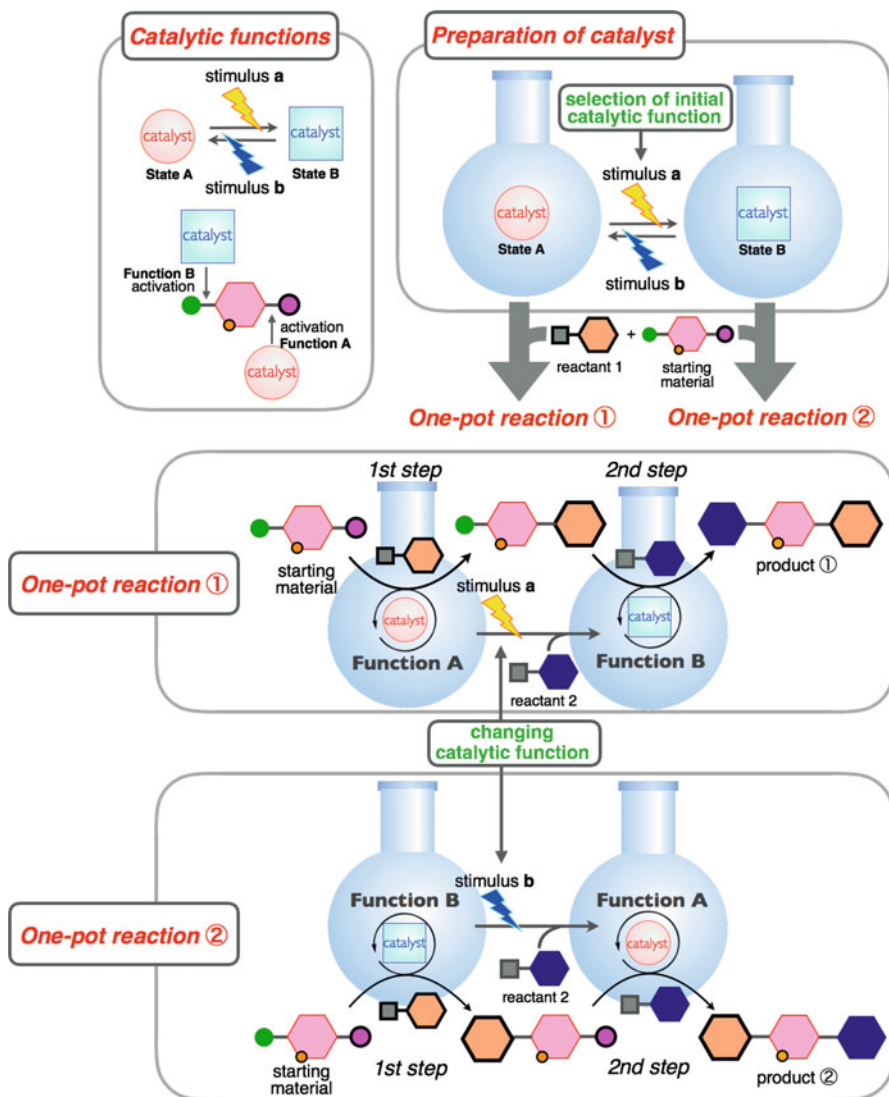 Catalytic functions
stimulus a
catalyst
State A
catalyst
State B
stimulus b
catalyst
Function B
activation
activation
Function A
catalyst
Preparation of catalyst
selection of initial
catalytic function
stimulus a
catalyst
State A
catalyst
State B
stimulus b
reactant 1
+
starting
material
One-pot reaction ①
One-pot reaction ②
One-pot reaction ①
1st step
2nd step
starting
material
stimulus a
catalyst
Function A
reactant 2
catalyst
Function B
product ①
changing
catalytic function
One-pot reaction ②
Function B
catalyst
stimulus b
reactant 2
Function A
catalyst
starting
material
1st step
2nd step
product ②